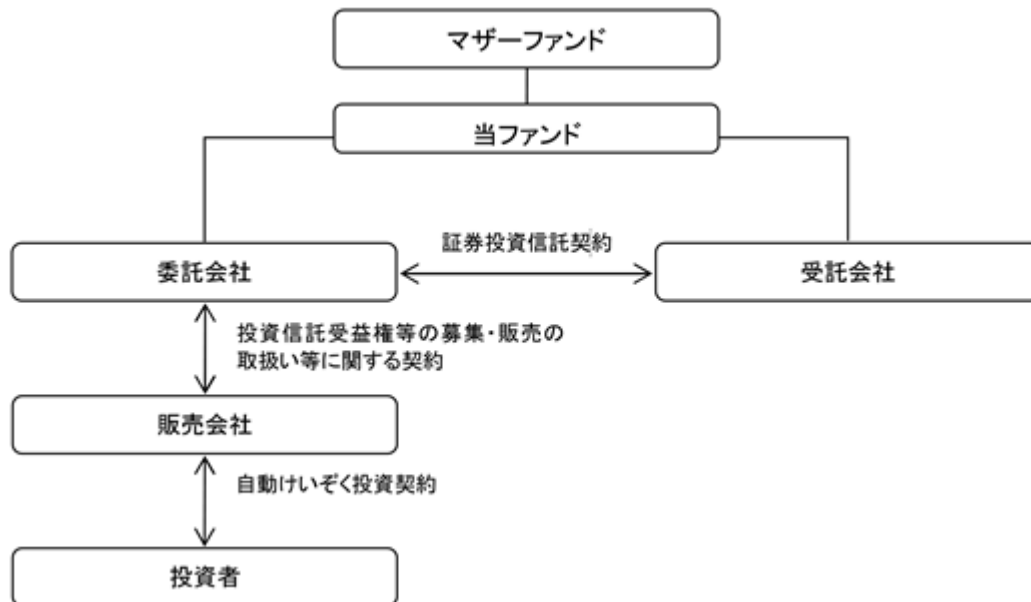 マザーファンド
当ファンド
証券投資信託契約
委託会社
受託会社
投資信託受益権等の募集・販売の
取扱い等に関する契約
販売会社
自動けいぞく投資契約
投資者